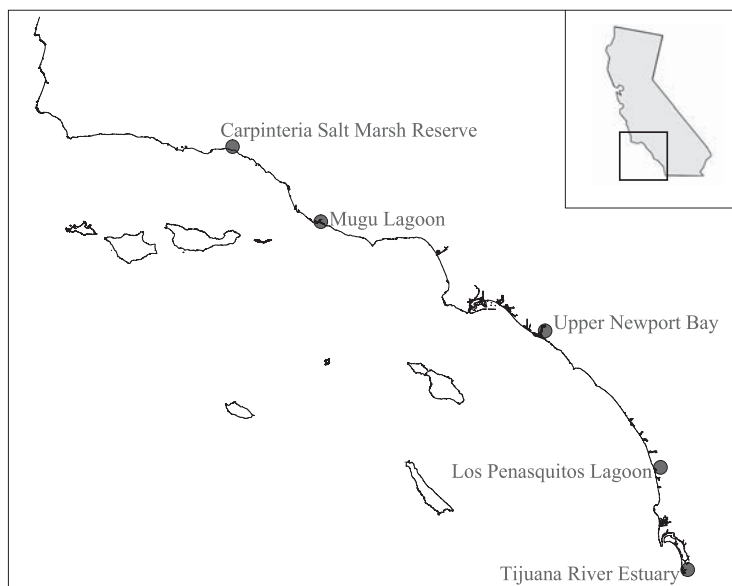 Carpinteria Salt Marsh Reserve
Mugu Lagoon
Upper Newport Bay
Los Penasquitos Lagoon
Tijuana River Estuary